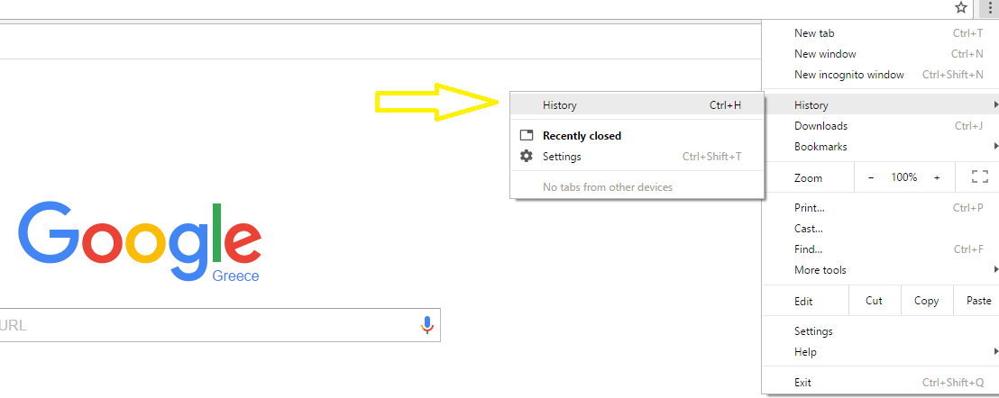 New tab Ctrl+T
New window Ctrl+N
New incognito window Ctrl+Shift+N
History
Downloads Ctrl+J
Bookmarks
Zoom - 100% +
Print... Ctrl+P
Cast...
Find... Ctrl+F
More tools
Edit Cut Copy Paste
Settings
Help
Exit Ctrl+Shift+Q
History Ctrl+H
Recently closed
Settings Ctrl+Shift+T
No tabs from other devices
Google
Greece
URL